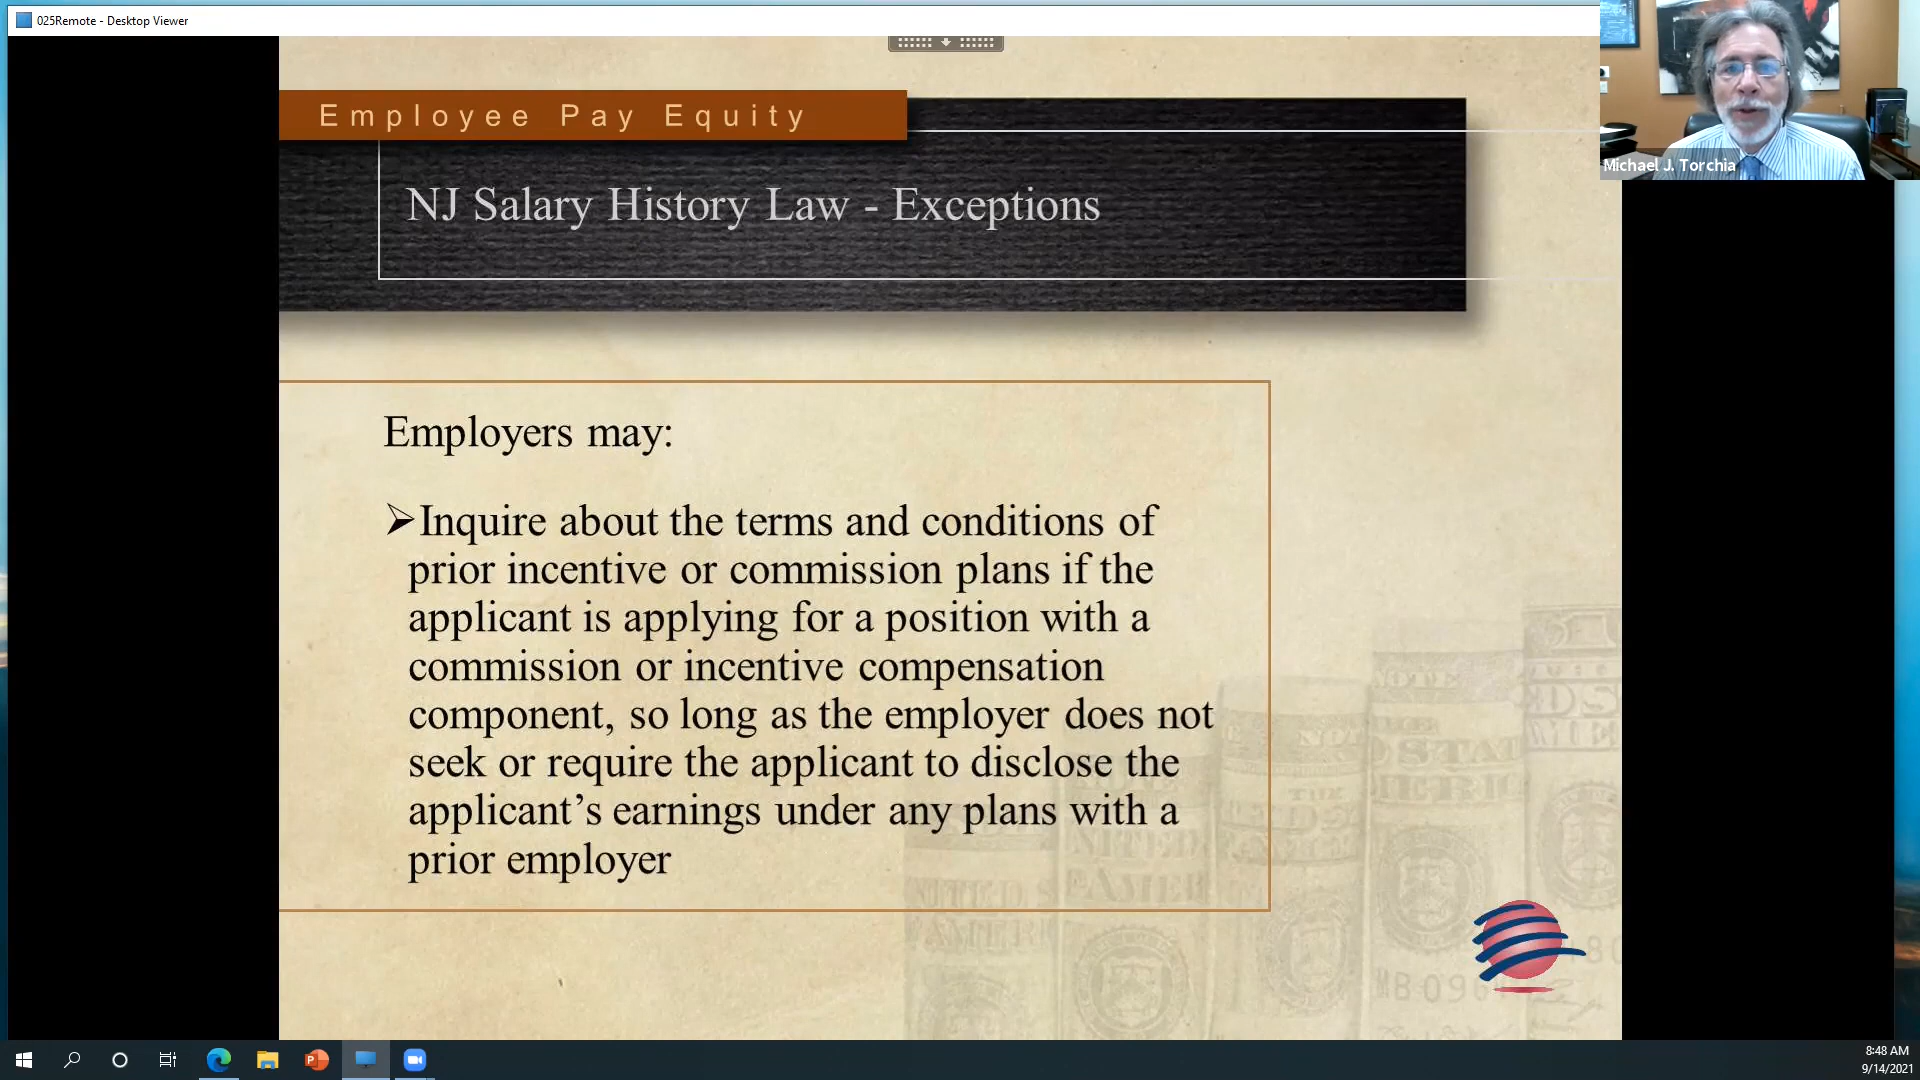 025Remote - Desktop Viewer
Employee Pay Equity
NJ Salary History Law - Exceptions
Michael J. Torchia
Employers may:
➢Inquire about the terms and conditions of
prior incentive or commission plans if the
applicant is applying for a position with a
commission or incentive compensation
component, so long as the employer does not
seek or require the applicant to disclose the
applicant’s earnings under any plans with a
prior employer
8:48 AM
9/14/2021